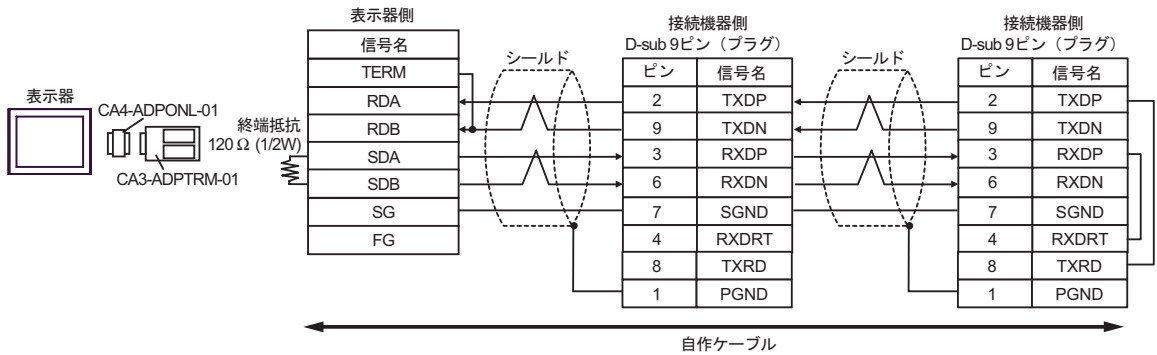 表示器
CA4-ADPONL-01
CA3-ADPTRM-01
終端抵抗
120 Ω (1/2W)
表示器側
信号名
TERM
RDA
RDB
SDA
SDB
SG
FG
シールド
接続機器側
D-sub 9ピン（プラグ）
ピン 信号名
2 TXDP
9 TXDN
3 RXDP
6 RXDN
7 SGND
4 RXDRT
8 TXRD
1 PGND
シールド
接続機器側
D-sub 9ピン（プラグ）
ピン 信号名
2 TXDP
9 TXDN
3 RXDP
6 RXDN
7 SGND
4 RXDRT
8 TXRD
1 PGND
自作ケーブル